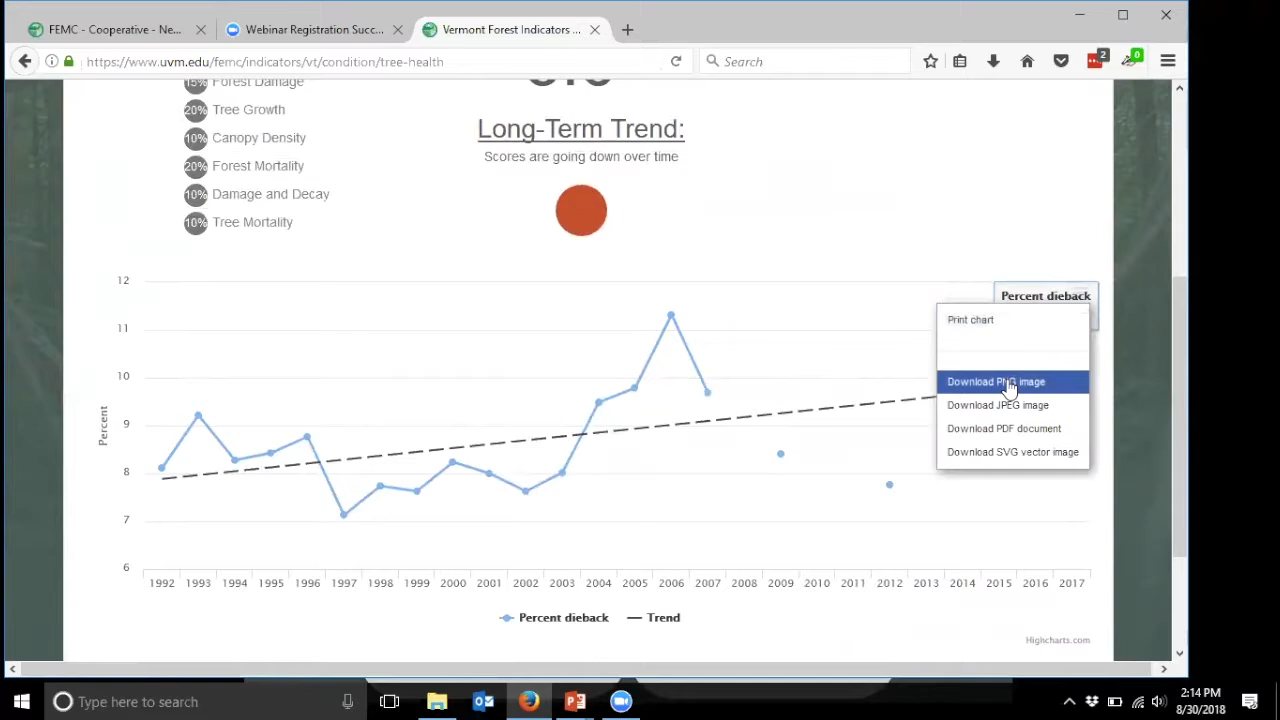 FEMC - Cooperative - Ne...
Webinar Registration Succ...
Vermont Forest Indicators ...
https://www.uvm.edu/femc/indicators/vt/condition/tree-heal
Search
2
0
15% Forest Damage
20% Tree Growth
10% Canopy Density
20% Forest Mortality
10% Damage and Decay
10% Tree Mortality
Long-Term Trend:
Scores are going down over time
Percent dieback
Print chart
Download PNG image
Download JPEG image
Download PDF document
Download SVG vector image
12
11
10
9
8
7
6
Percent
1992 1993 1994 1995 1996 1997 1998 1999 2000 2001 2002 2003 2004 2005 2006 2007 2008 2009 2010 2011 2012 2013 2014 2015 2016 2017
Percent dieback
Trend
Highcharts.com
Type here to search
2:14 PM
8/30/2018